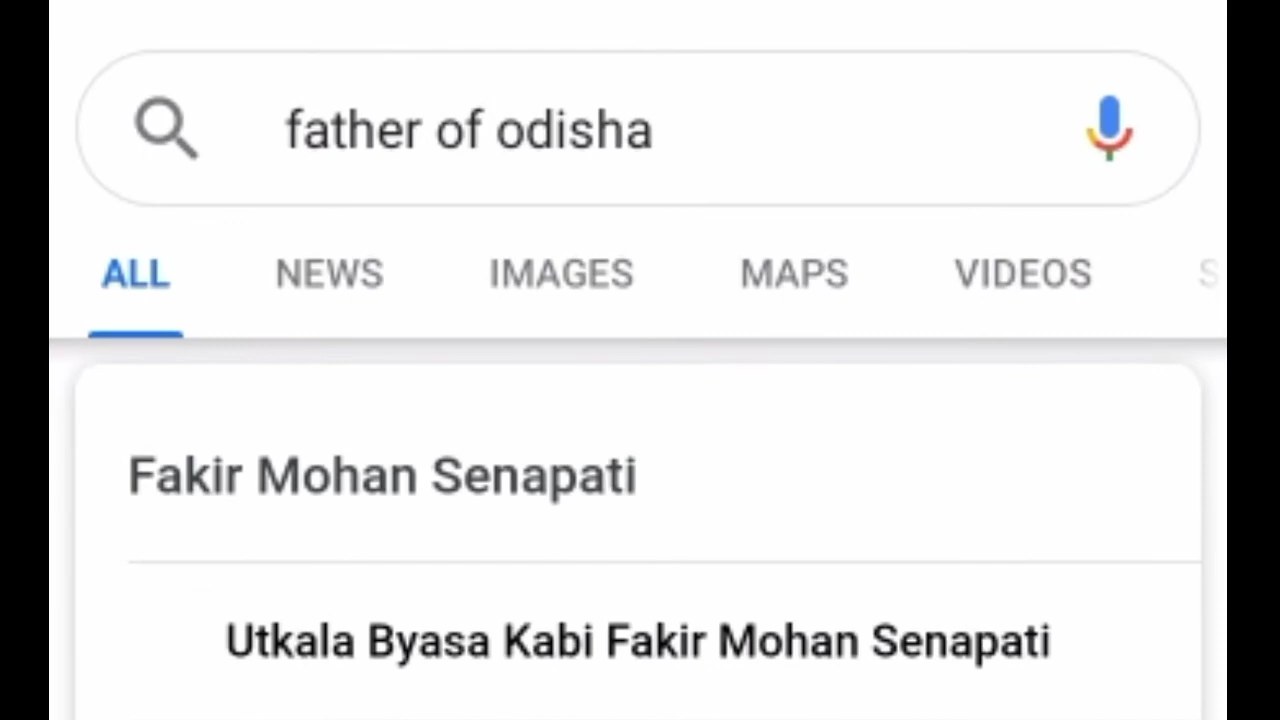 father of odisha
ALL NEWS IMAGES MAPS VIDEOS S
Fakir Mohan Senapati
Utkala Byasa Kabi Fakir Mohan Senapati